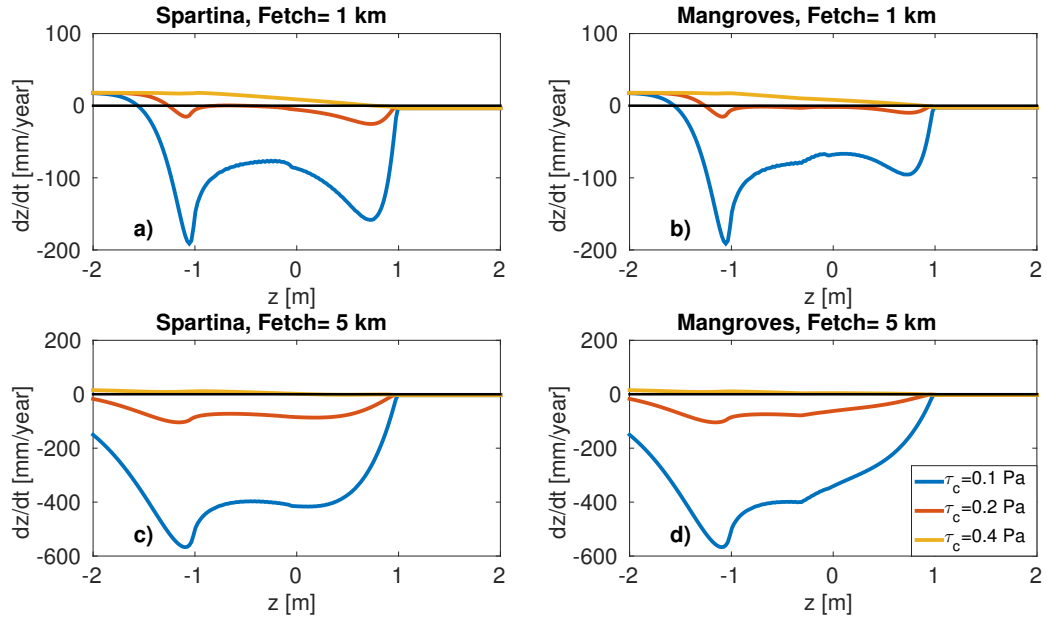 Spartina, Fetch= 1 km
100
0
-100
-200
dz/dt [mm/year]
a)
-2
-1
0
1
2
z [m]
Mangroves, Fetch= 1 km
100
0
-100
-200
dz/dt [mm/year]
b)
-2
-1
0
1
2
z [m]
Spartina, Fetch= 5 km
200
0
-200
-400
-600
dz/dt [mm/year]
c)
-2
-1
0
1
2
z [m]
Mangroves, Fetch= 5 km
200
0
-200
-400
-600
dz/dt [mm/year]
d)
τc=0.1 Pa
τc=0.2 Pa
τc=0.4 Pa
-2
-1
0
1
2
z [m]